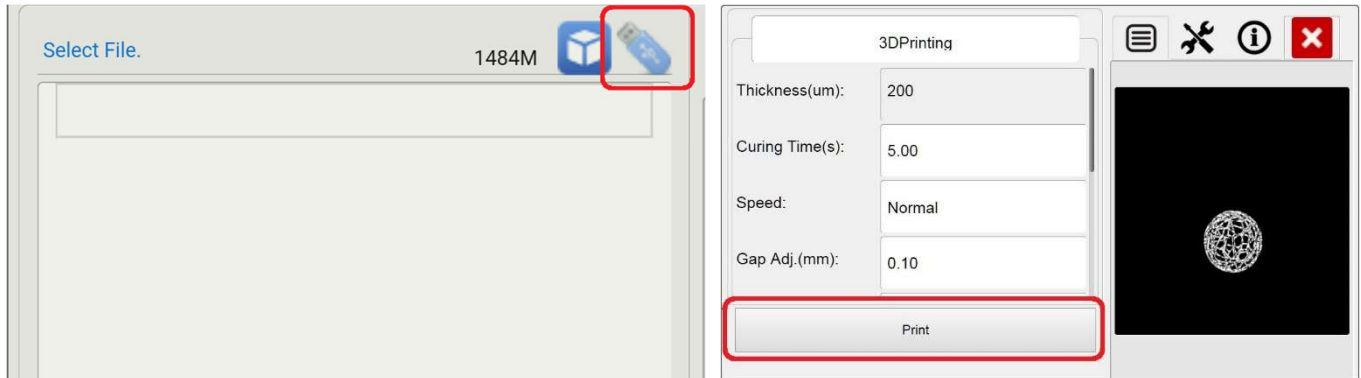 Select File.
1484M
3DPrinting
Thickness(um): 200
Curing Time(s): 5.00
Speed: Normal
Gap Adj.(mm): 0.10
Print